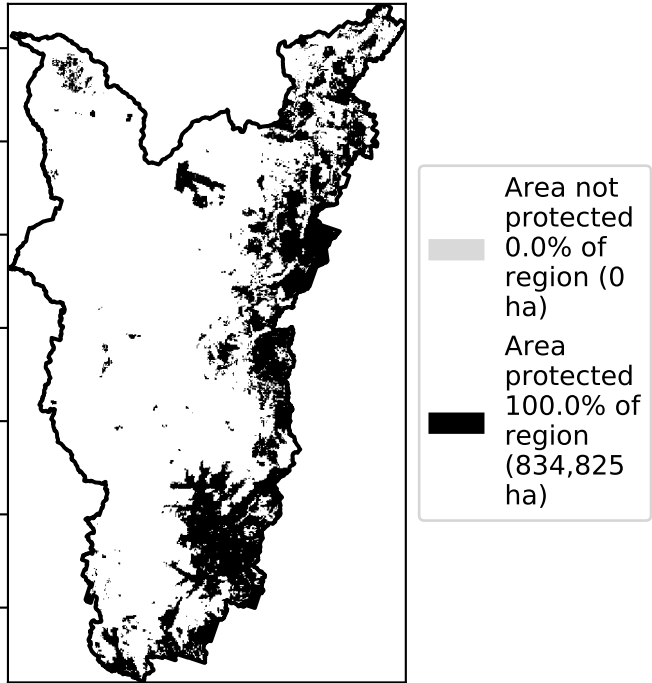 Area not
protected
0.0% of
region (0
ha)
Area
protected
100.0% of
region
(834,825
ha)